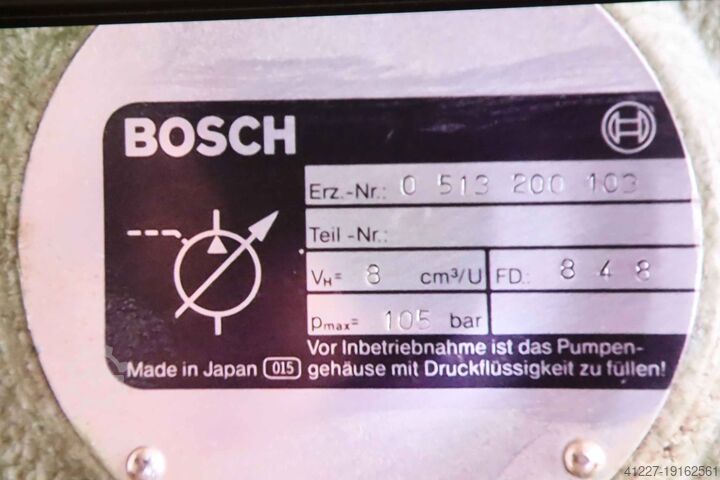 BOSCH
Erz.-Nr.: 0 513 200 103
Teil -Nr.:
VH= 8 cm³/U FD.: 8 4 8
pmax= 105 bar
Vor Inbetriebnahme ist das Pumpen-
Made in Japan 015 gehäuse mit Druckflüssigkeit zu füllen!
41227-19162561